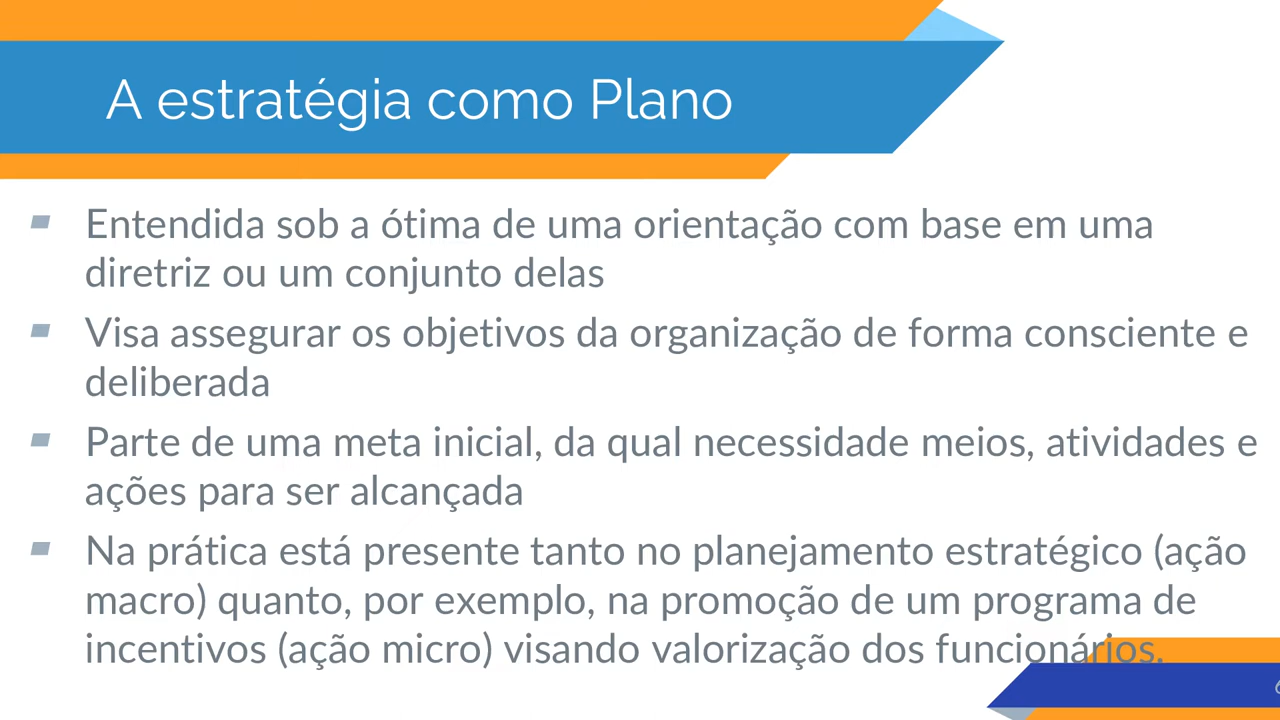 A estratégia como Plano
Entendida sob a ótima de uma orientação com base em uma
diretriz ou um conjunto delas
Visa assegurar os objetivos da organização de forma consciente e
deliberada
Parte de uma meta inicial, da qual necessidade meios, atividades e
ações para ser alcançada
Na prática está presente tanto no planejamento estratégico (ação
macro) quanto, por exemplo, na promoção de um programa de
incentivos (ação micro) visando valorização dos funcionários.